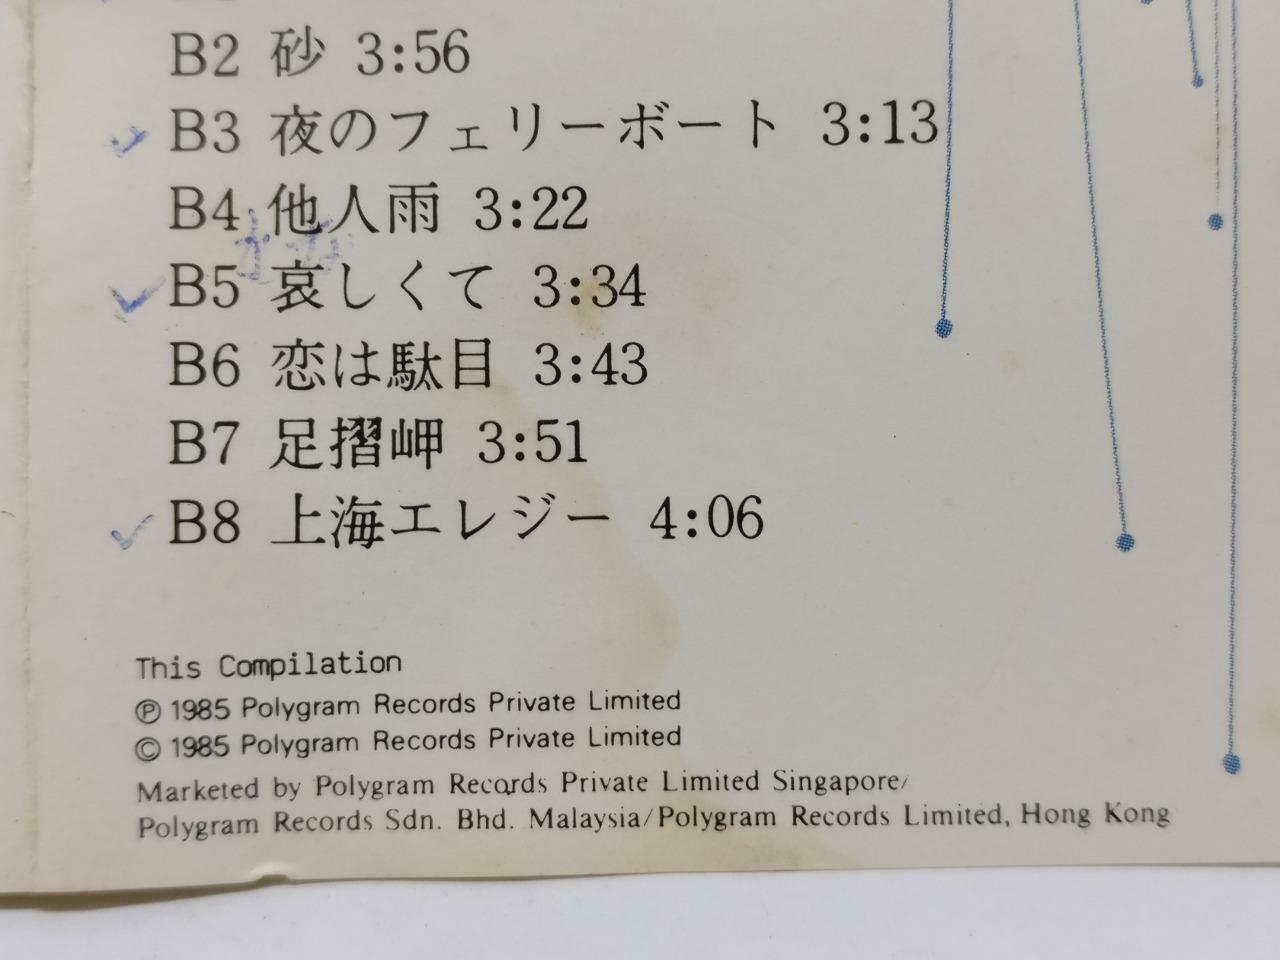 B2 砂 3:56
B3 夜のフェリーボート 3:13
B4 他人雨 3:22
B5 哀しくて 3:34
B6 恋は駄目 3:43
B7 足摺岬 3:51
B8 上海エレジー 4:06
This Compilation
Ⓟ 1985 Polygram Records Private Limited
© 1985 Polygram Records Private Limited
Marketed by Polygram Records Private Limited Singapore/
Polygram Records Sdn. Bhd. Malaysia/Polygram Records Limited, Hong Kong